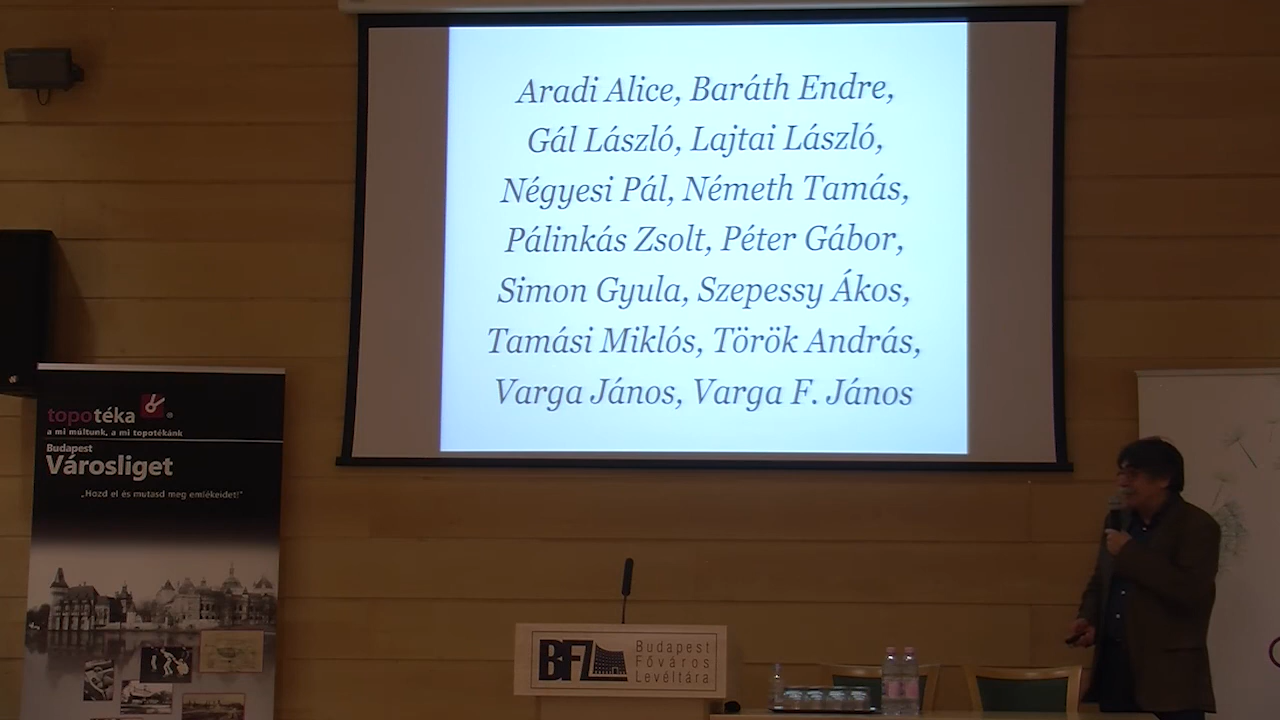 Aradi Alice, Baráth Endre,
Gál László, Lajtai László,
Négyesi Pál, Németh Tamás,
Pálinkás Zsolt, Péter Gábor,
Simon Gyula, Szepessy Ákos,
Tamási Miklós, Török András,
Varga János, Varga F. János
topotéka ®
a mi múltunk, a mi topotékánk
Budapest
Városliget
„Hozd el és mutasd meg emlékeidet!”
BFL
Budapest
Főváros
Levéltára